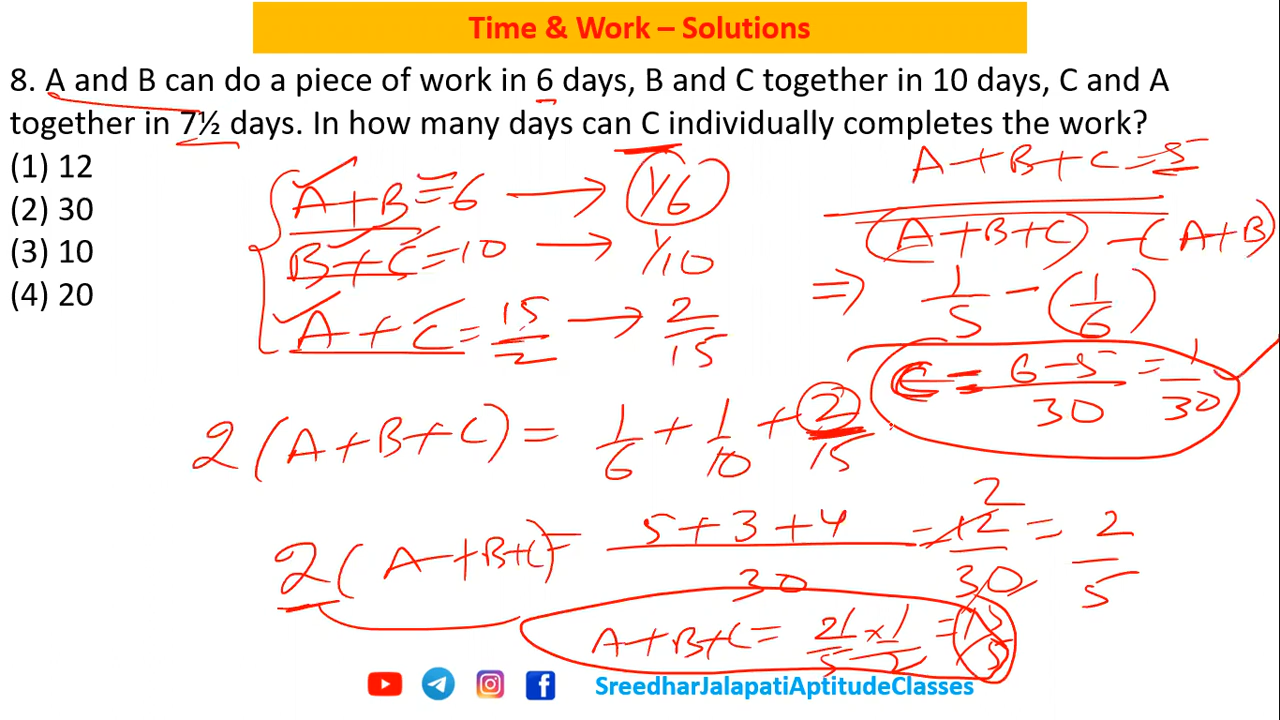 Time & Work – Solutions
8. A and B can do a piece of work in 6 days, B and C together in 10 days, C and A
together in 7½ days. In how many days can C individually completes the work?
(1) 12
(2) 30
(3) 10
(4) 20
A+B=6 → 1/6
B+C=10 → 1/10
A+C=15/2 → 2/15
2(A+B+C)= 1/6 + 1/10 + 2/15
2(A+B+C)= 5+3+4/30 = 12/30 = 2/5
A+B+C= 2/5 × 1/2 = 1/5
A+B+C=5
(A+B+C)-(A+B)
⇒ 1/5 - (1/6)
C = 6-5/30 = 1/30
SreedharJalapatiAptitudeClasses